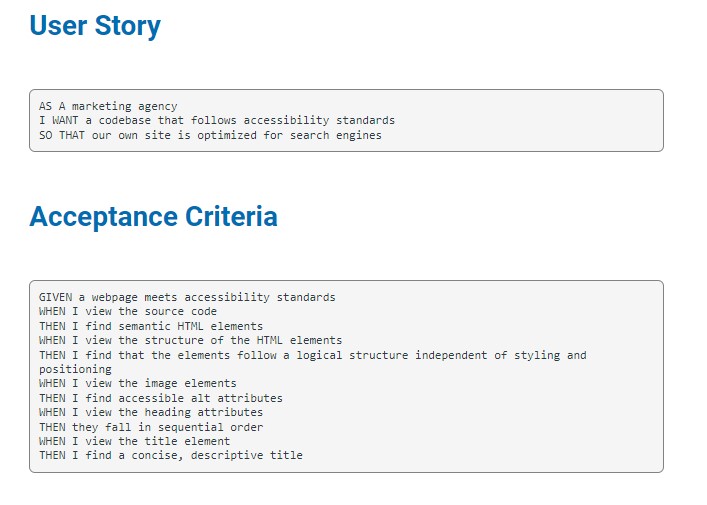 User Story
AS A marketing agency
I WANT a codebase that follows accessibility standards
SO THAT our own site is optimized for search engines
Acceptance Criteria
GIVEN a webpage meets accessibility standards
WHEN I view the source code
THEN I find semantic HTML elements
WHEN I view the structure of the HTML elements
THEN I find that the elements follow a logical structure independent of styling and
positioning
WHEN I view the image elements
THEN I find accessible alt attributes
WHEN I view the heading attributes
THEN they fall in sequential order
WHEN I view the title element
THEN I find a concise, descriptive title